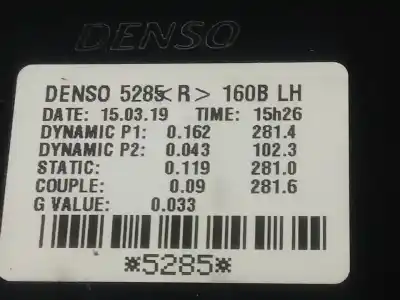 DENSO
DENSO 5285 < R > 160B LH
DATE: 15.03.19 TIME: 15h26
DYNAMIC P1: 0.162 281.4
DYNAMIC P2: 0.043 102.3
STATIC: 0.119 281.0
COUPLE: 0.09 281.6
G VALUE: 0.033
*5285*